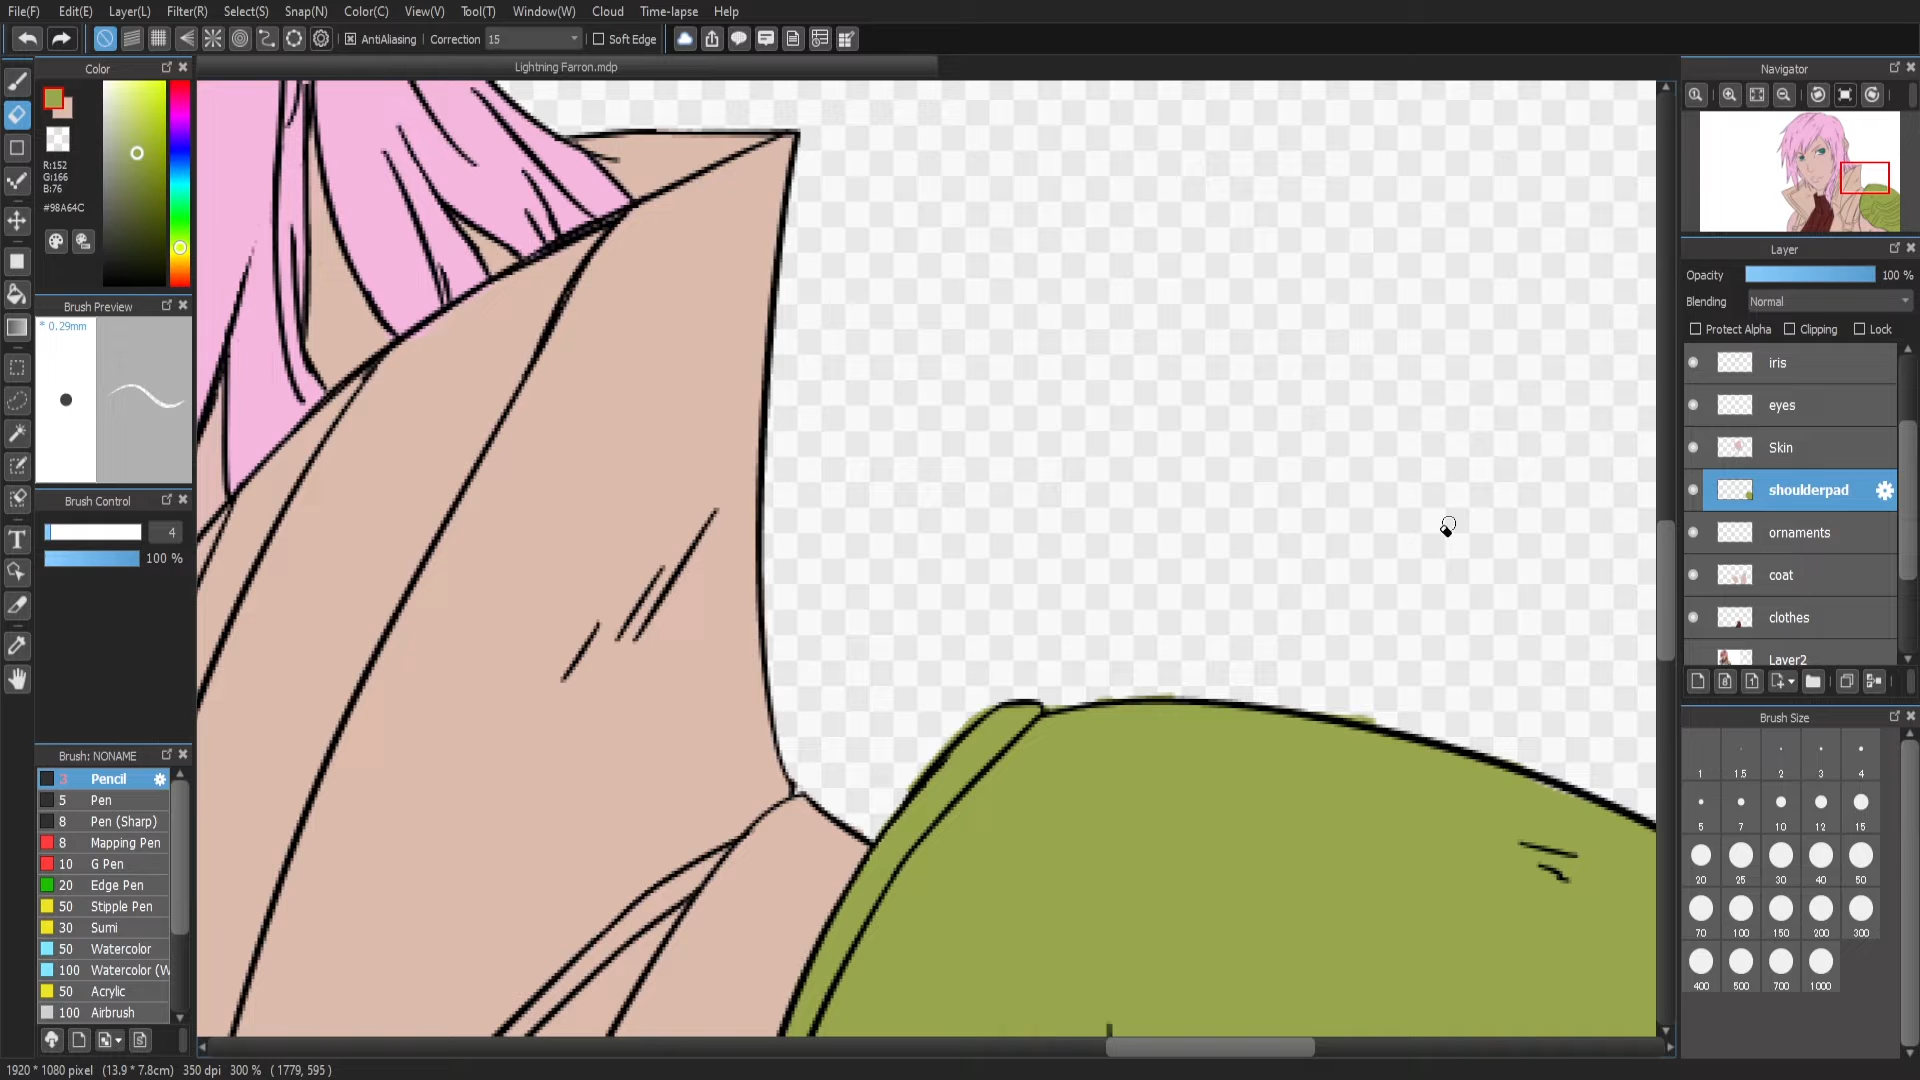 File(F) Edit(E) Layer(L) Filter(R) Select(S) Snap(N) Color(C) View(V) Tool(T) Window(W) Cloud Time-lapse Help
AntiAliasing Correction 15 Soft Edge
Color
Lightning Farron.mdp
R:152
G:166
B:76
#98A64C
Brush Preview
* 0.29mm
Brush Control
4
100 %
Brush: NONAME
3 Pencil
5 Pen
8 Pen (Sharp)
8 Mapping Pen
10 G Pen
20 Edge Pen
50 Stipple Pen
30 Sumi
50 Watercolor
100 Watercolor (W
50 Acrylic
100 Airbrush
Navigator
Layer
Opacity 100 %
Blending Normal
Protect Alpha Clipping Lock
iris
eyes
Skin
shoulderpad
ornaments
coat
clothes
Layer2
Brush Size
1 1.5 2 3 4
5 7 10 12 15
20 25 30 40 50
70 100 150 200 300
400 500 700 1000
1920 * 1080 pixel (13.9 * 7.8cm) 350 dpi 300 % ( 1779, 595 )